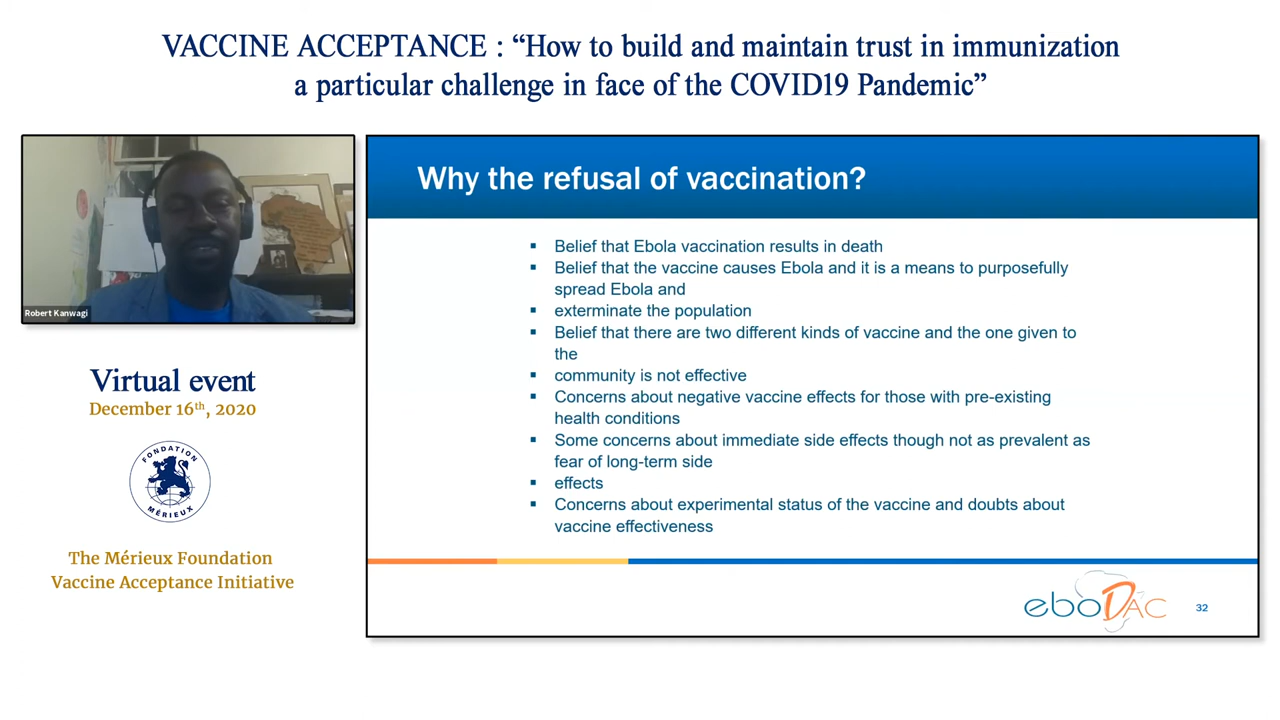 VACCINE ACCEPTANCE : “How to build and maintain trust in immunization
a particular challenge in face of the COVID19 Pandemic”
Robert Kanwagi
Virtual event
December 16th, 2020
FONDATION
MÉRIEUX
The Mérieux Foundation
Vaccine Acceptance Initiative
Why the refusal of vaccination?
▪ Belief that Ebola vaccination results in death
▪ Belief that the vaccine causes Ebola and it is a means to purposefully
spread Ebola and
▪ exterminate the population
▪ Belief that there are two different kinds of vaccine and the one given to
the
▪ community is not effective
▪ Concerns about negative vaccine effects for those with pre-existing
health conditions
▪ Some concerns about immediate side effects though not as prevalent as
fear of long-term side
▪ effects
▪ Concerns about experimental status of the vaccine and doubts about
vaccine effectiveness
eboDAC
32